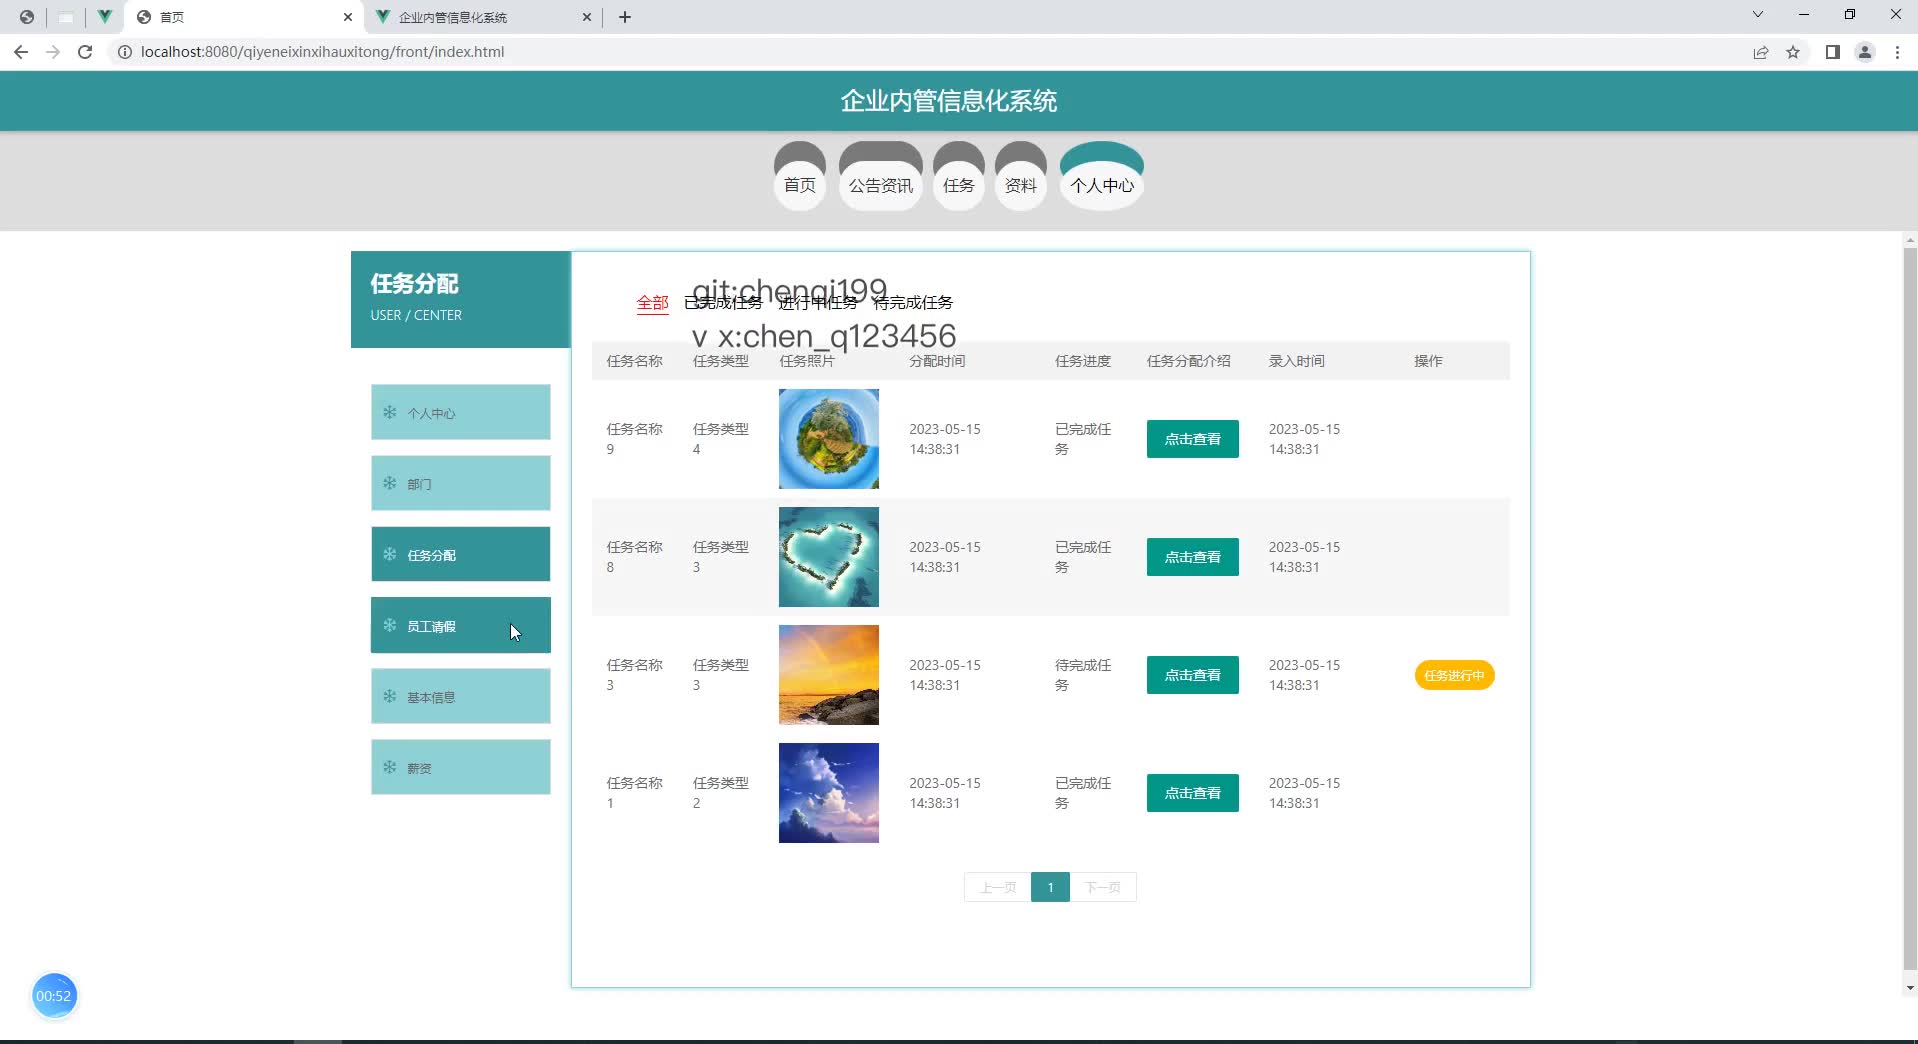 首页
企业内管信息化系统
localhost:8080/qiyeneixinxihauxitong/front/index.html
企业内管信息化系统
首页 公告资讯 任务 资料 个人中心
任务分配
USER / CENTER
个人中心
部门
任务分配
员工请假
基本信息
薪资
git:chenqi199
全部 已完成任务 进行中任务 待完成任务
v x:chen_q123456
任务名称 任务类型 任务照片 分配时间 任务进度 任务分配介绍 录入时间 操作
任务名称9 任务类型4 2023-05-15 14:38:31 已完成任务 点击查看 2023-05-15 14:38:31
任务名称8 任务类型3 2023-05-15 14:38:31 已完成任务 点击查看 2023-05-15 14:38:31
任务名称3 任务类型3 2023-05-15 14:38:31 待完成任务 点击查看 2023-05-15 14:38:31 任务进行中
任务名称1 任务类型2 2023-05-15 14:38:31 已完成任务 点击查看 2023-05-15 14:38:31
上一页 1 下一页
00:52